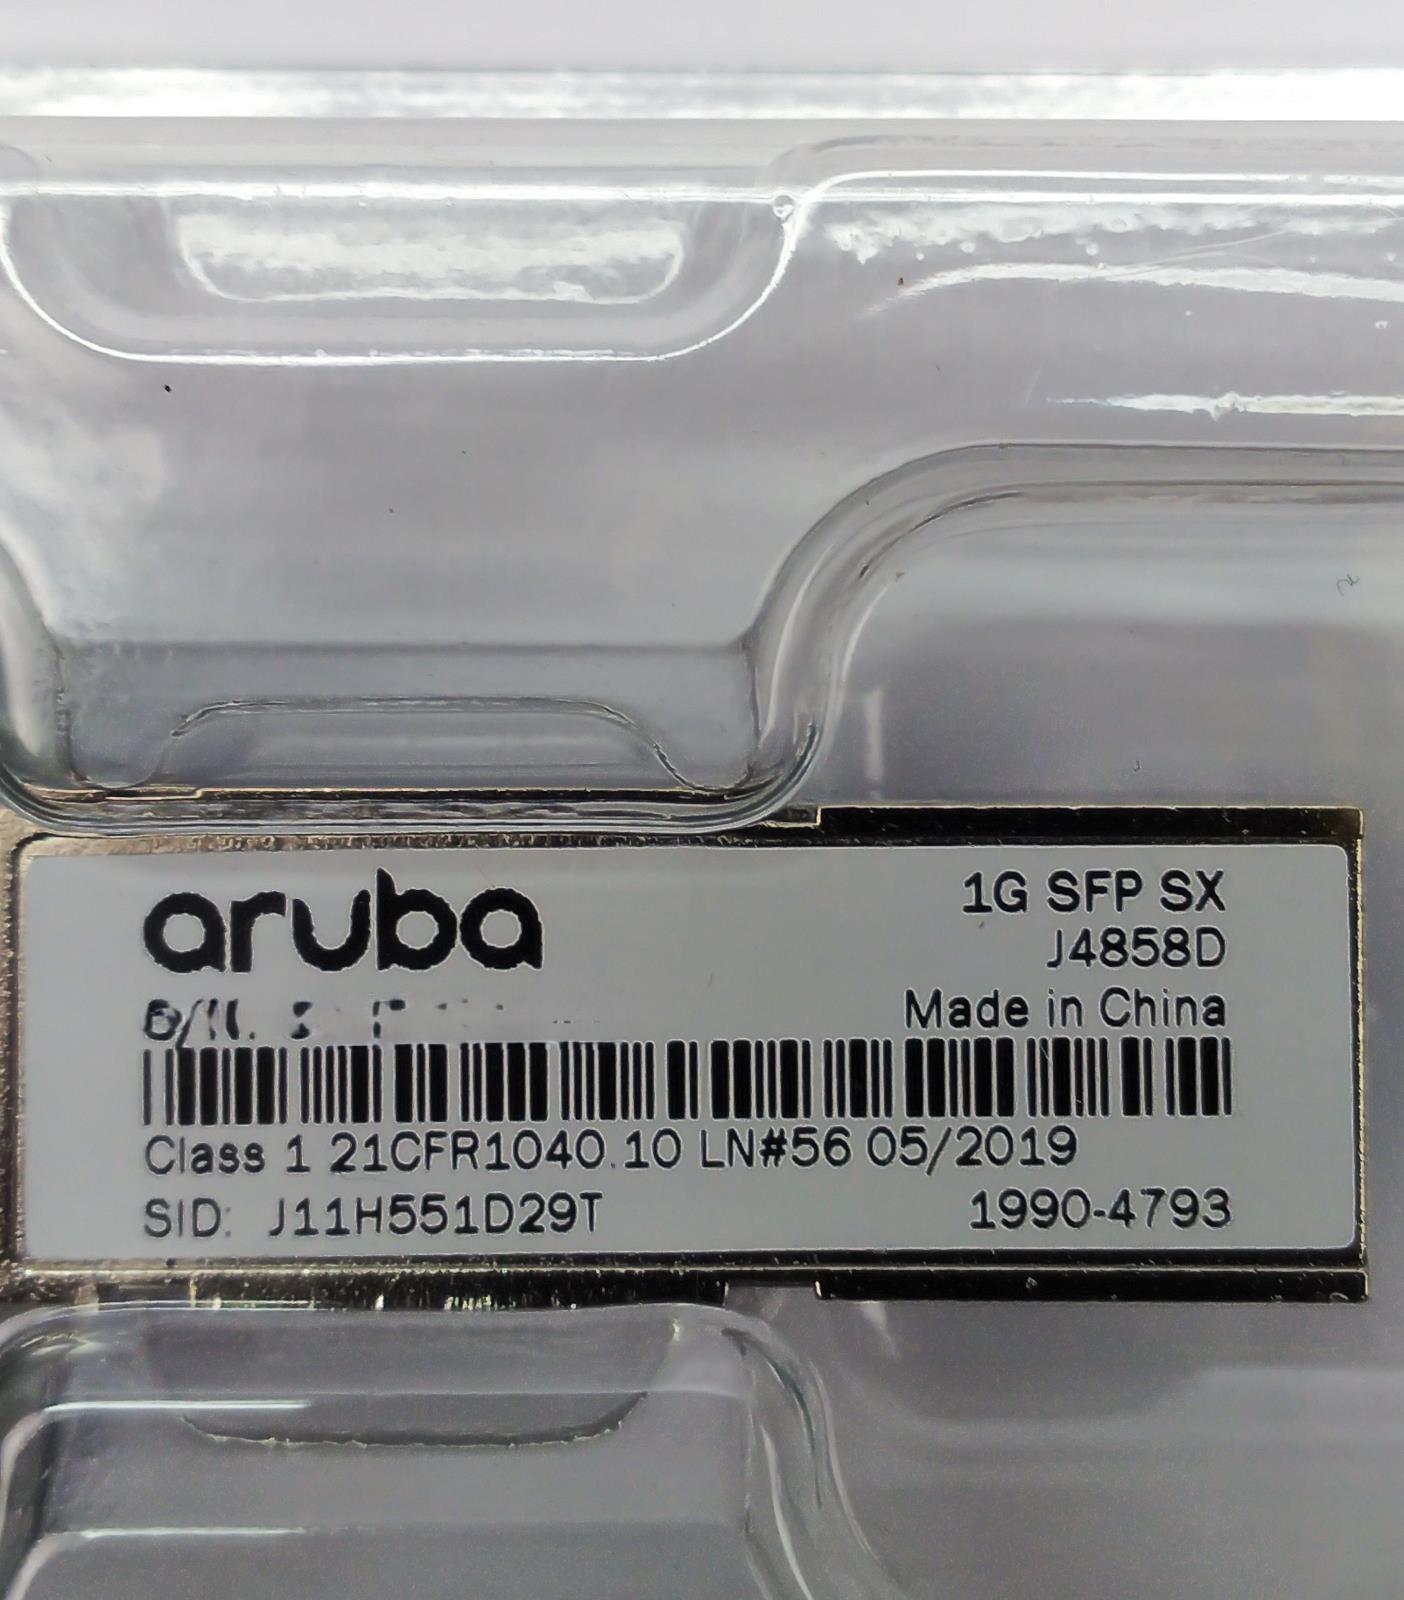 aruba
1G SFP SX
J4858D
Made in China
Class 1 21CFR1040.10 LN#56 05/2019
SID: J11H551D29T
1990-4793